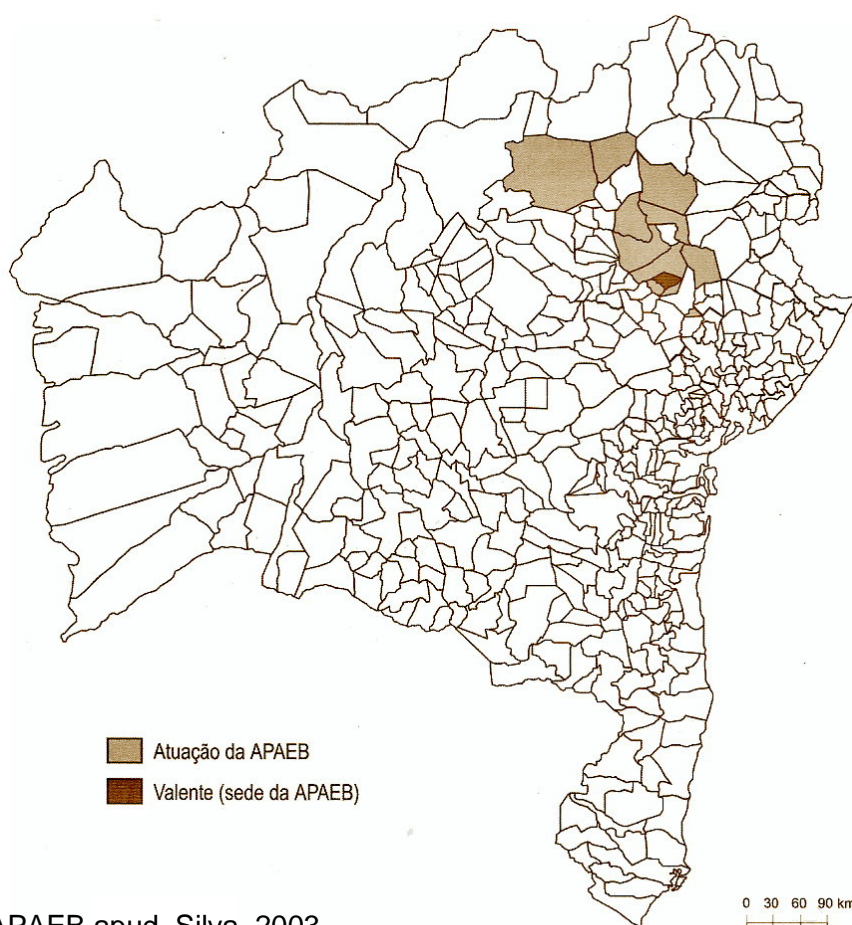 Atuação da APAEB
Valente (sede da APAEB)
0 30 60 90 km
APAEB apud Silva, 2003